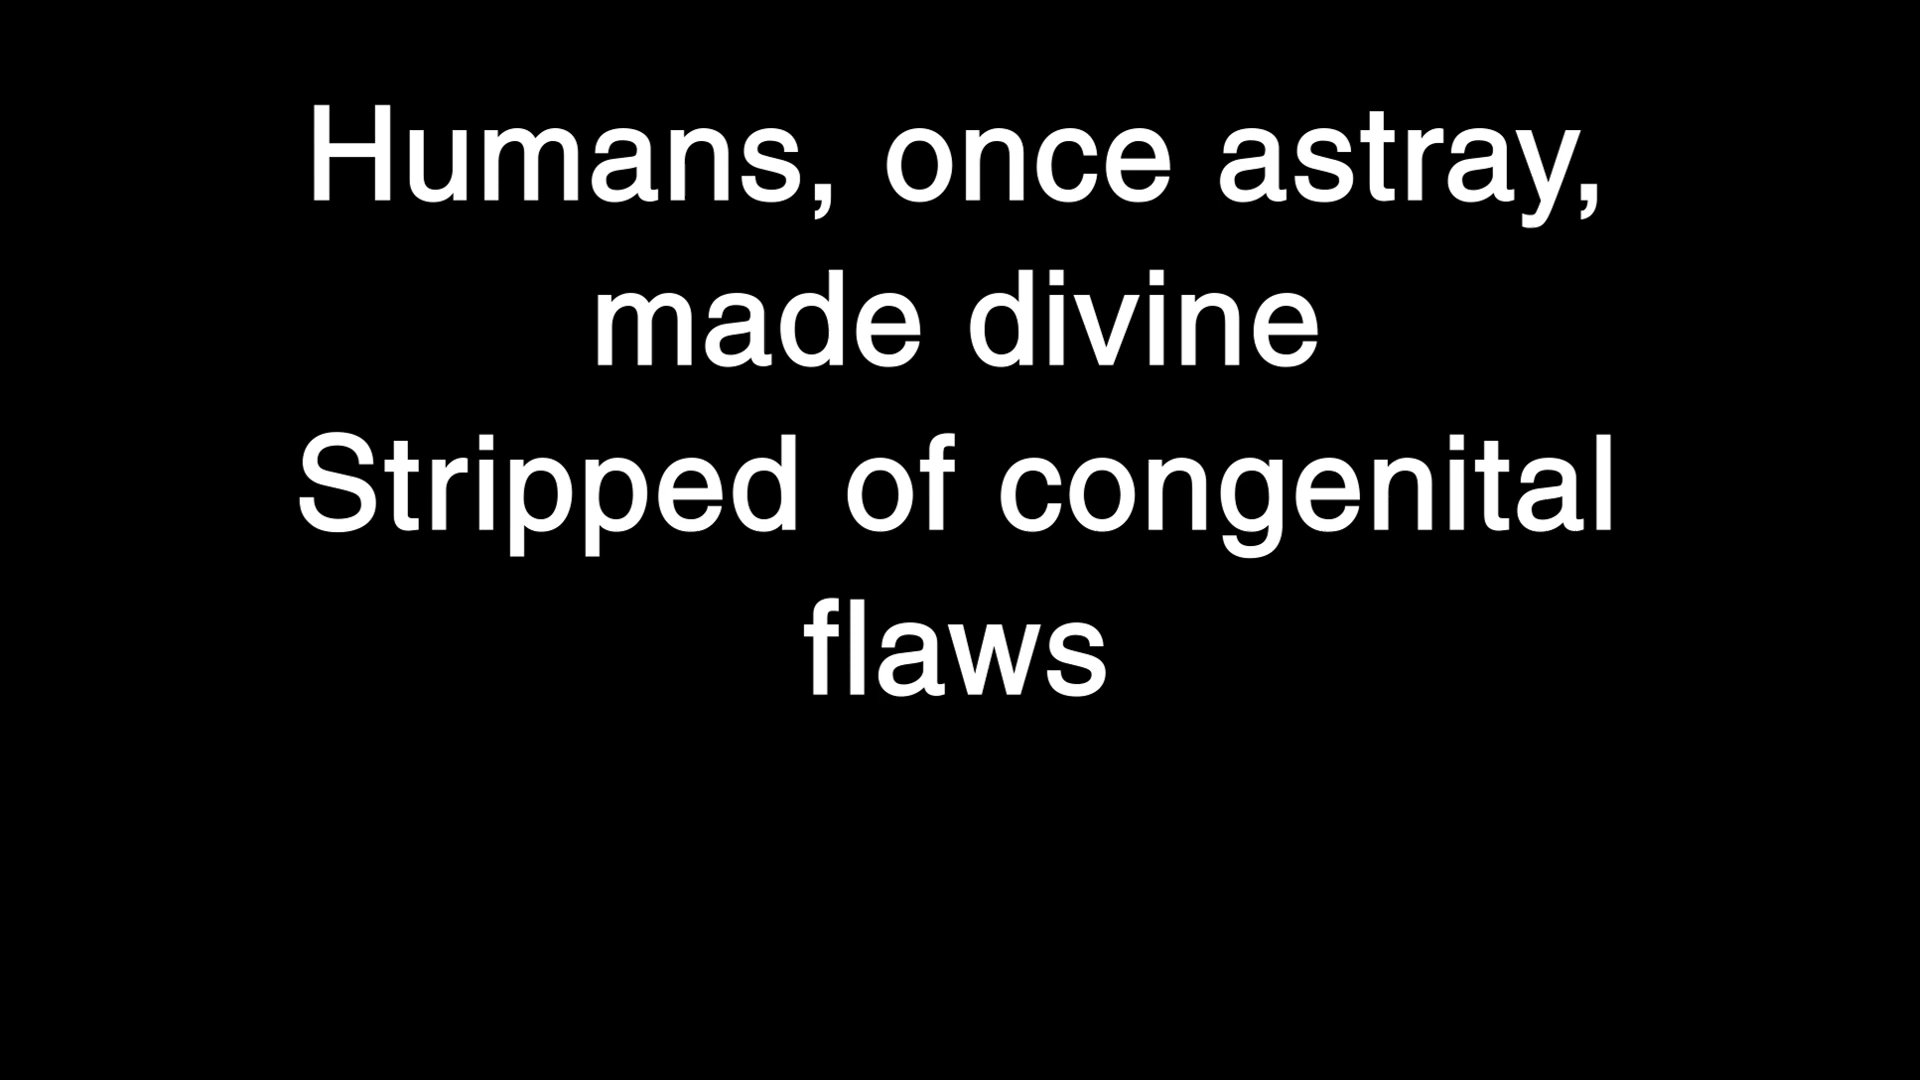 Humans, once astray,
made divine
Stripped of congenital
flaws